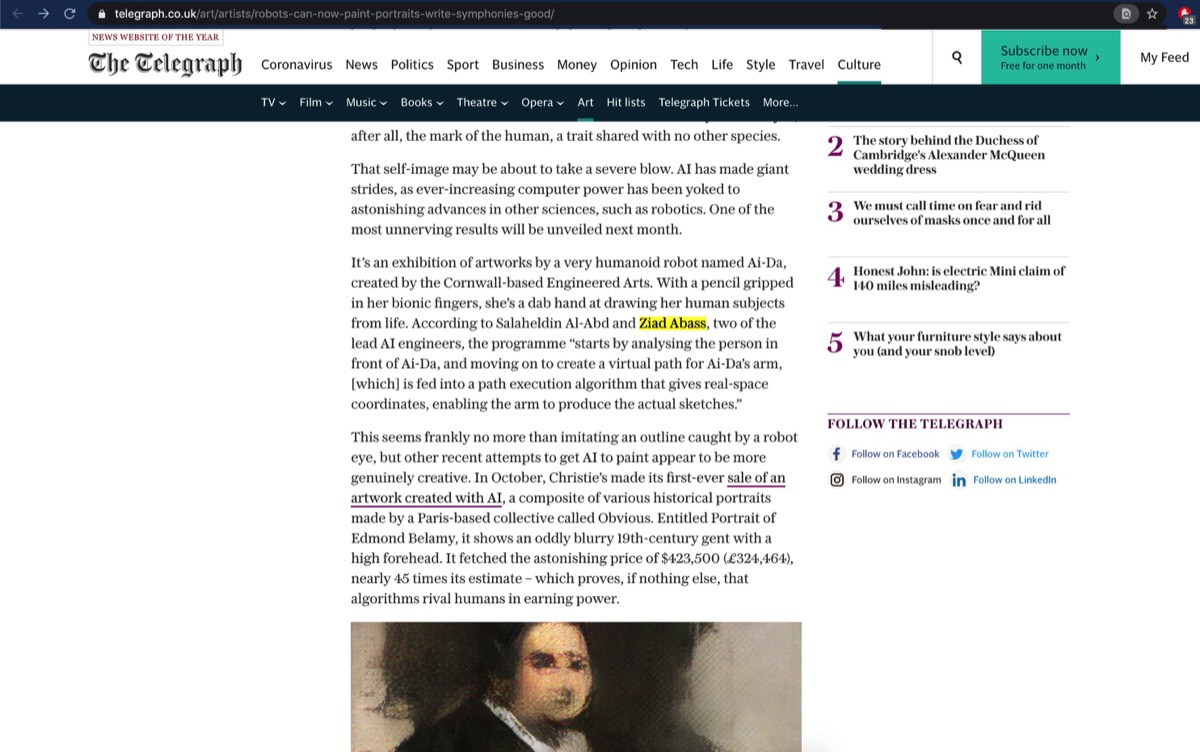 telegraph.co.uk/art/artists/robots-can-now-paint-portraits-write-symphonies-good/
23
NEWS WEBSITE OF THE YEAR
The Telegraph
Coronavirus News Politics Sport Business Money Opinion Tech Life Style Travel Culture
Subscribe now
Free for one month
My Feed
TV Film Music Books Theatre Opera Art Hit lists Telegraph Tickets More...
after all, the mark of the human, a trait shared with no other species.
That self-image may be about to take a severe blow. AI has made giant
strides, as ever-increasing computer power has been yoked to
astonishing advances in other sciences, such as robotics. One of the
most unnerving results will be unveiled next month.
It's an exhibition of artworks by a very humanoid robot named Ai-Da,
created by the Cornwall-based Engineered Arts. With a pencil gripped
in her bionic fingers, she's a dab hand at drawing her human subjects
from life. According to Salaheldin Al-Abd and Ziad Abass, two of the
lead AI engineers, the programme “starts by analysing the person in
front of Ai-Da, and moving on to create a virtual path for Ai-Da's arm,
[which] is fed into a path execution algorithm that gives real-space
coordinates, enabling the arm to produce the actual sketches.”
This seems frankly no more than imitating an outline caught by a robot
eye, but other recent attempts to get AI to paint appear to be more
genuinely creative. In October, Christie's made its first-ever sale of an
artwork created with AI, a composite of various historical portraits
made by a Paris-based collective called Obvious. Entitled Portrait of
Edmond Belamy, it shows an oddly blurry 19th-century gent with a
high forehead. It fetched the astonishing price of $423,500 (£324,464),
nearly 45 times its estimate – which proves, if nothing else, that
algorithms rival humans in earning power.
2 The story behind the Duchess of
Cambridge's Alexander McQueen
wedding dress
3 We must call time on fear and rid
ourselves of masks once and for all
4 Honest John: is electric Mini claim of
140 miles misleading?
5 What your furniture style says about
you (and your snob level)
FOLLOW THE TELEGRAPH
Follow on Facebook Follow on Twitter
Follow on Instagram Follow on LinkedIn